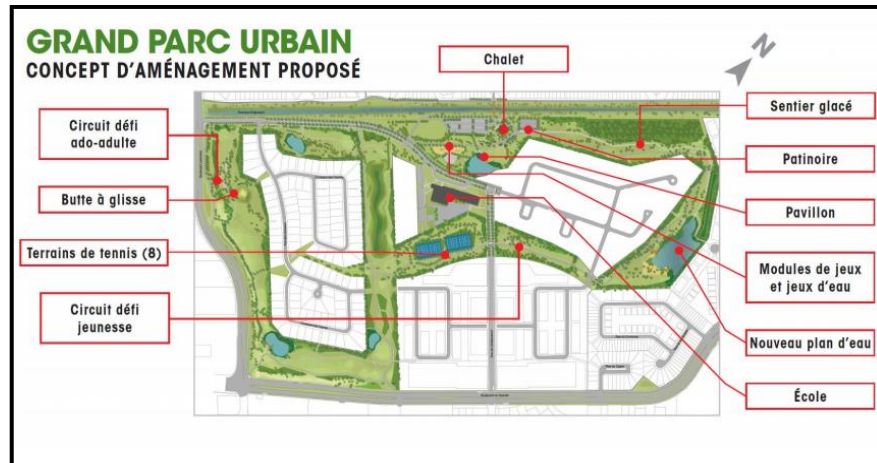 GRAND PARC URBAIN
CONCEPT D'AMÉNAGEMENT PROPOSÉ
N
Chalet
Circuit défi
ado-adulte
Butte à glisse
Terrains de tennis (8)
Circuit défi
jeunesse
Sentier glacé
Patinoire
Pavillon
Modules de jeux
et jeux d'eau
Nouveau plan d'eau
École